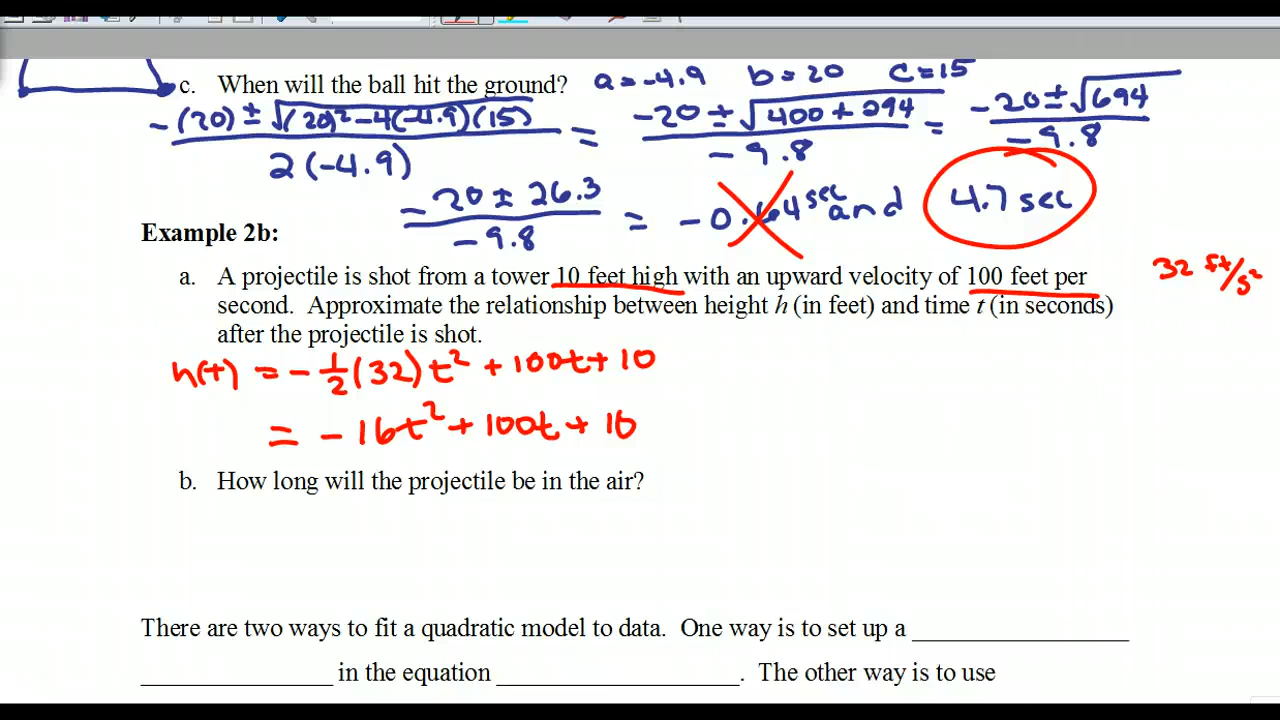 c. When will the ball hit the ground? a = -4.9 b = 20 c = 15
-(20) ± √(20)² -4(-4.9)(15) / 2(-4.9) = -20 ± √400 + 294 / -9.8 = -20 ± √694 / -9.8
-20 ± 26.3 / -9.8 = -0.64 sec and 4.7 sec
Example 2b:
a. A projectile is shot from a tower 10 feet high with an upward velocity of 100 feet per
32 ft/s²
second. Approximate the relationship between height h (in feet) and time t (in seconds)
after the projectile is shot.
h(t) = -1/2(32)t² + 100t + 10
= -16t² + 100t + 10
b. How long will the projectile be in the air?
There are two ways to fit a quadratic model to data. One way is to set up a ________________
______________ in the equation __________________. The other way is to use